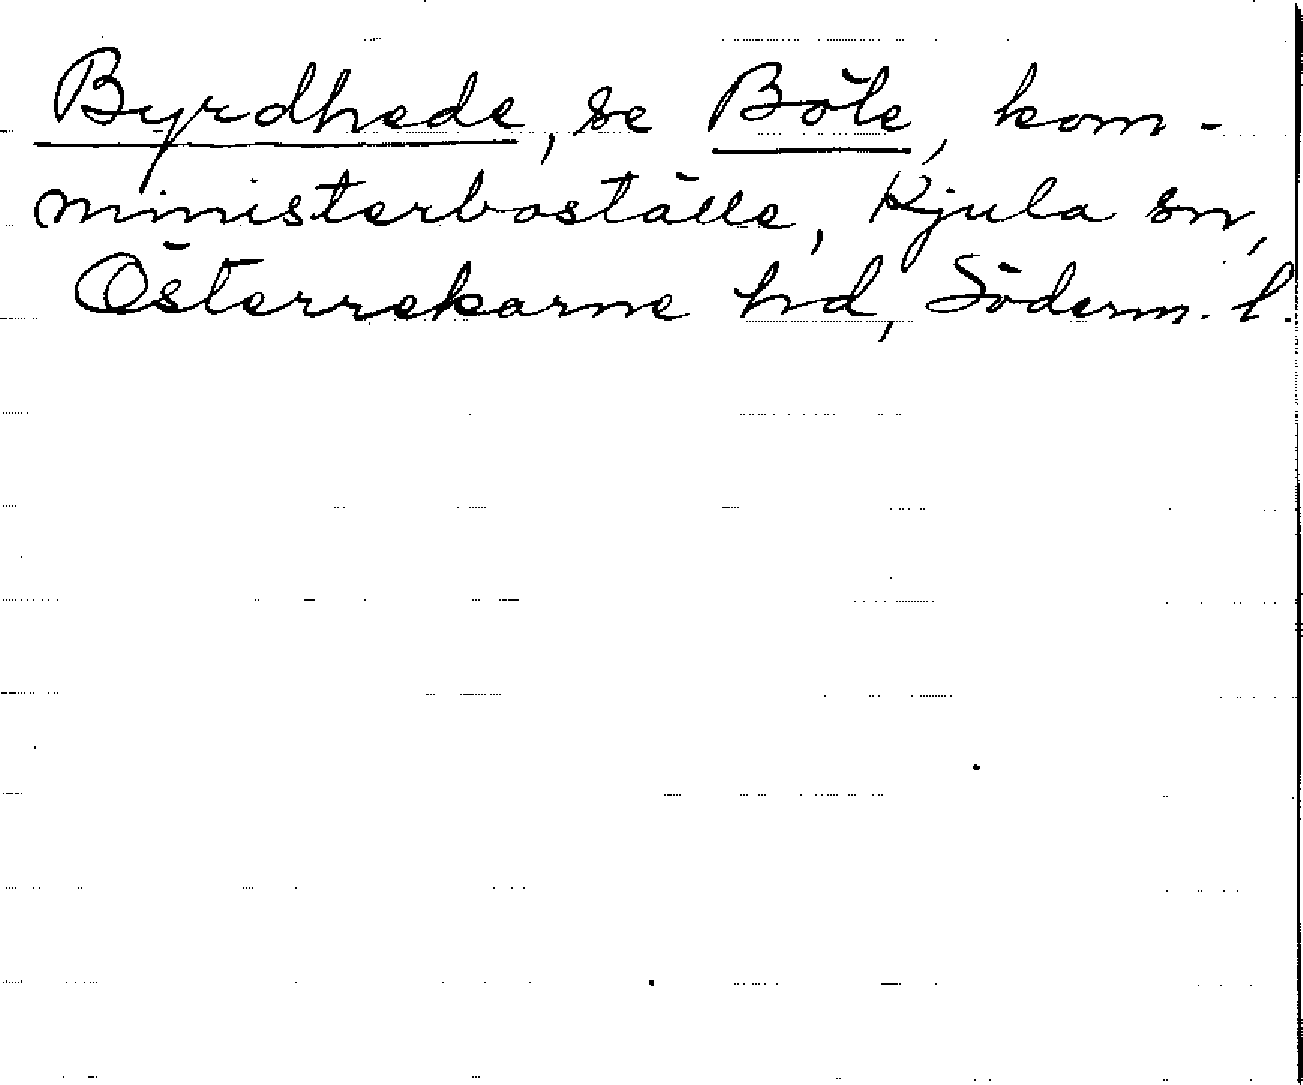 Byrdhede, se Böle, kom-
ministerboställe, Kjula sn,
Österrekarne hd, Söderm. l.